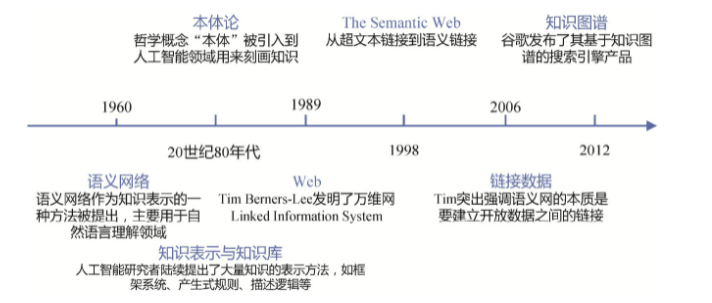 本体论
哲学概念“本体”被引入到
人工智能领域用来刻画知识
The Semantic Web
从超文本链接到语义链接
知识图谱
谷歌发布了其基于知识图
谱的搜索引擎产品
1960
1989
2006
20世纪80年代
1998
2012
语义网络
语义网络作为知识表示的一
种方法被提出，主要用于自
然语言理解领域
Web
Tim Berners-Lee发明了万维网
Linked Information System
链接数据
Tim突出强调语义网的本质是
要建立开放数据之间的链接
知识表示与知识库
人工智能研究者陆续提出了大量知识的表示方法，如框
架系统、产生式规则、描述逻辑等